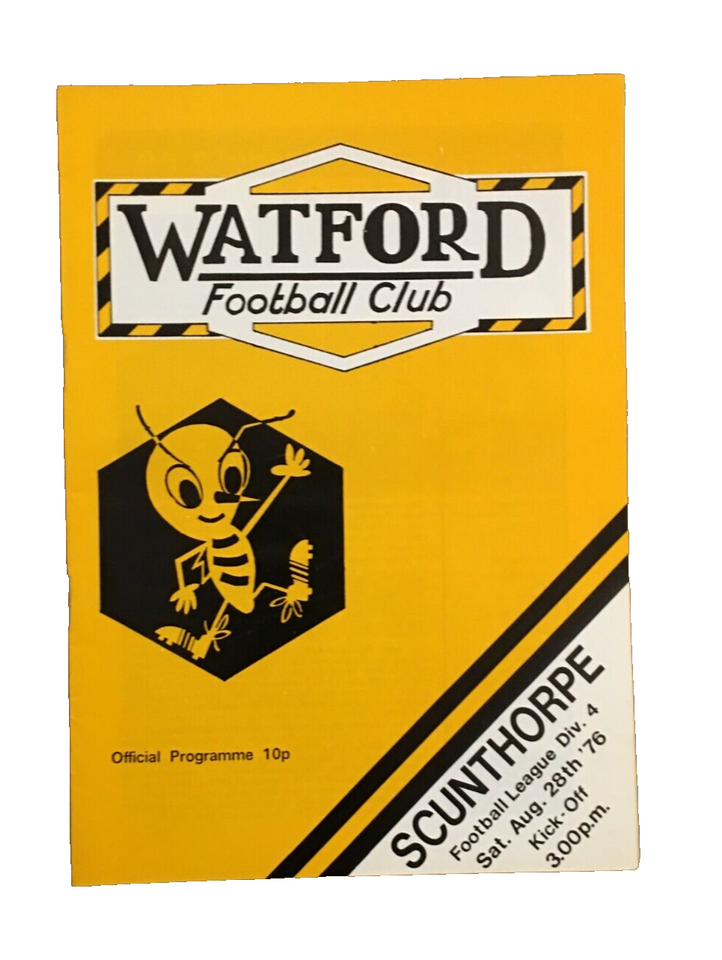 WATFORD
Football Club
Official Programme 10p
SCUNTHORPE
Football League Div. 4
Sat. Aug. 28th '76
Kick-Off
3.00p.m.